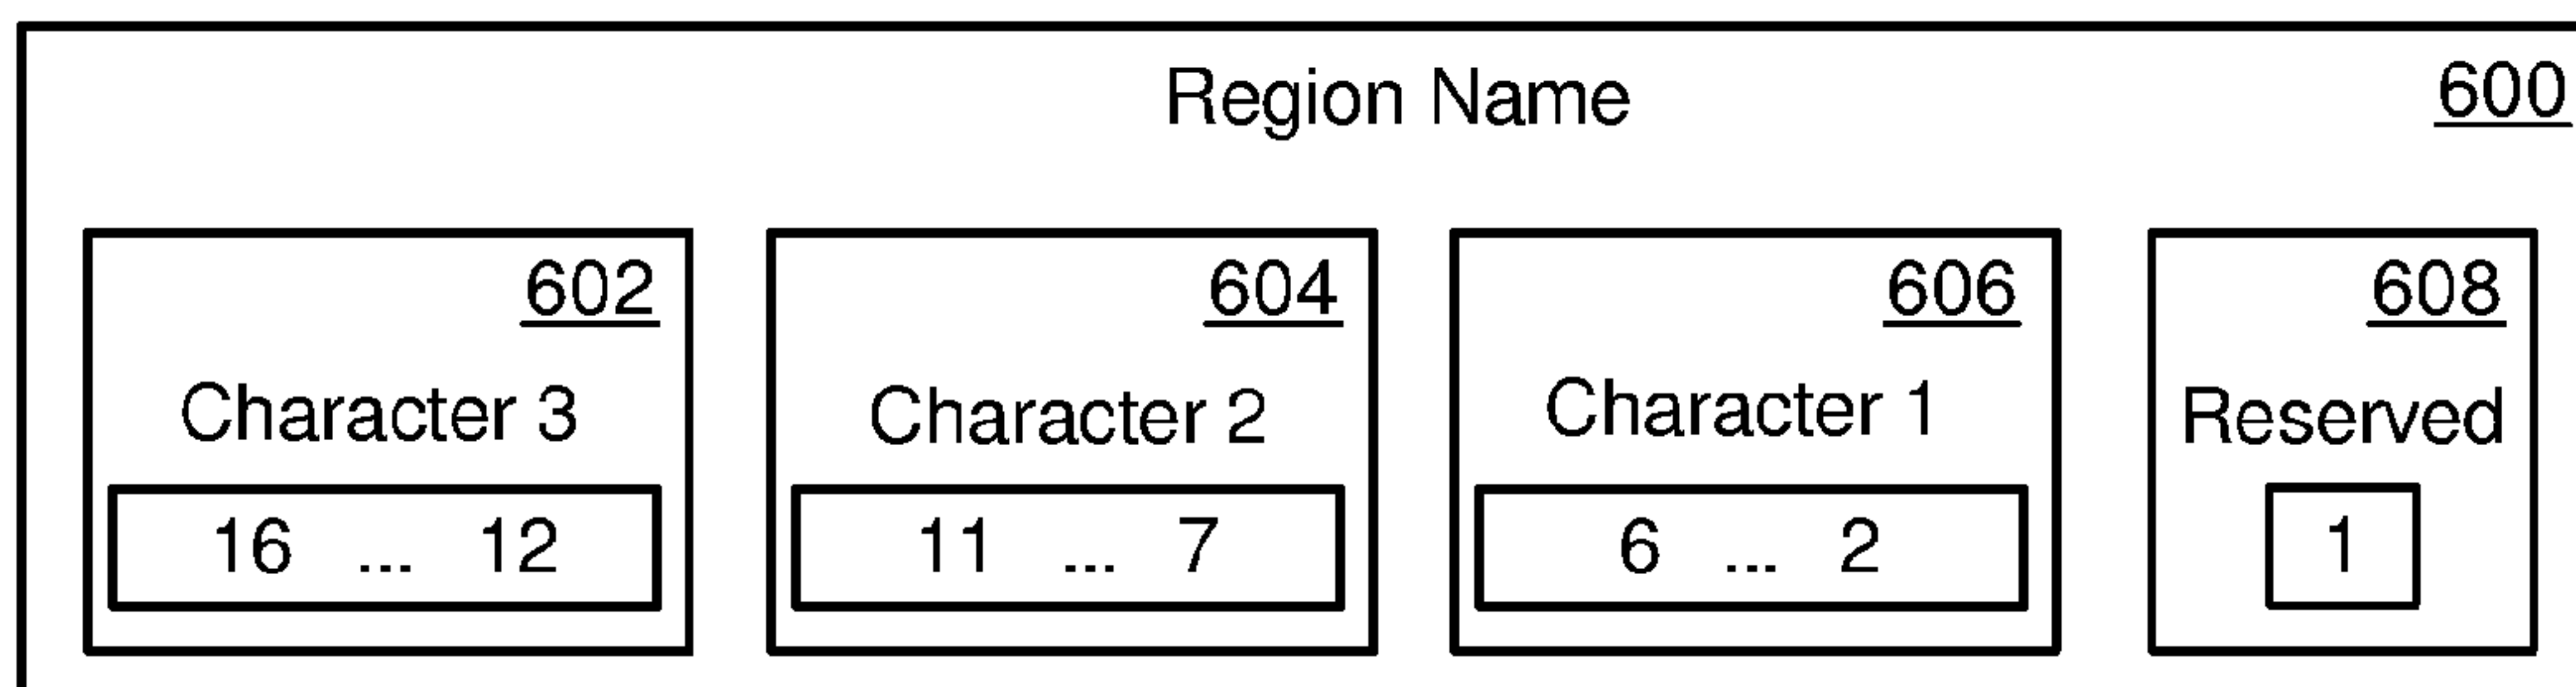 Region Name 600
602 604 606 608
Character 3 Character 2 Character 1 Reserved
16 ... 12 11 ... 7 6 ... 2 1